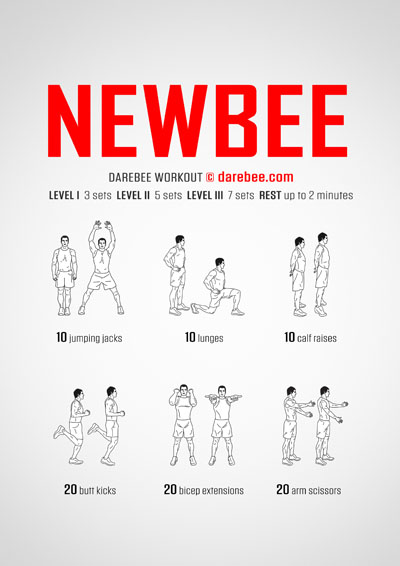 NEWBEE
DAREBEE WORKOUT © darebee.com
LEVEL I 3 sets LEVEL II 5 sets LEVEL III 7 sets REST up to 2 minutes
10 jumping jacks 10 lunges 10 calf raises
20 butt kicks 20 bicep extensions 20 arm scissors